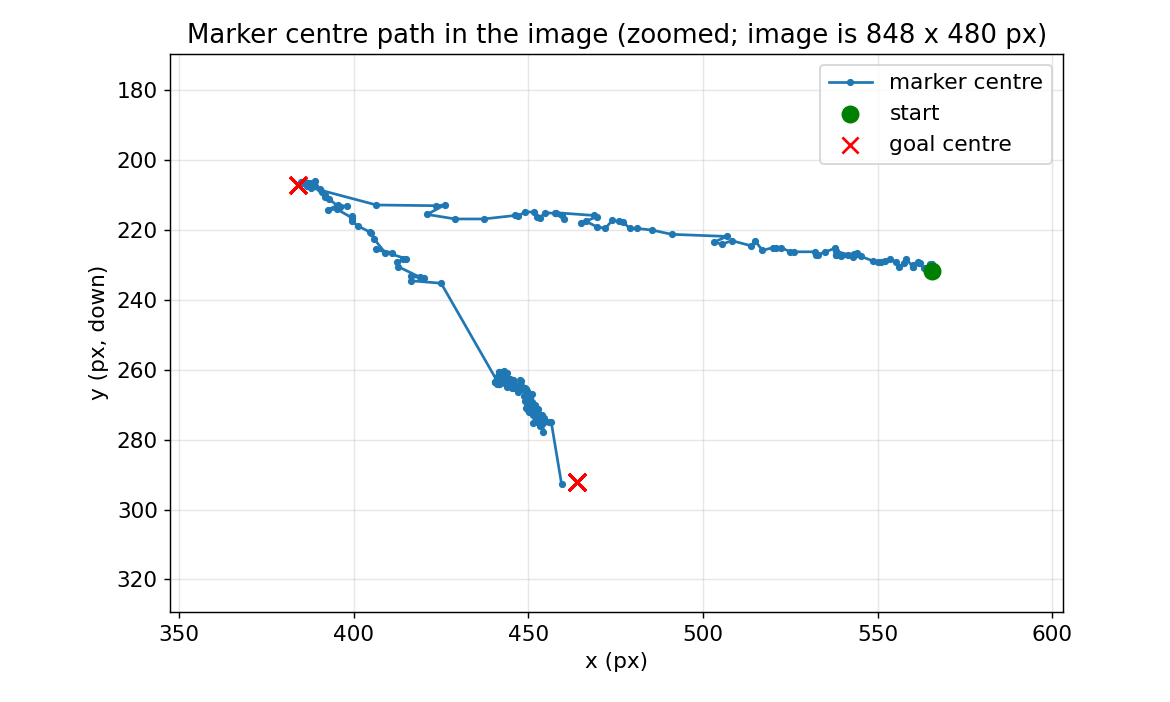 Marker centre path in the image (zoomed; image is 848 x 480 px)
marker centre
start
goal centre
y (px, down)
180
200
220
240
260
280
300
320
350
400
450
500
550
600
x (px)